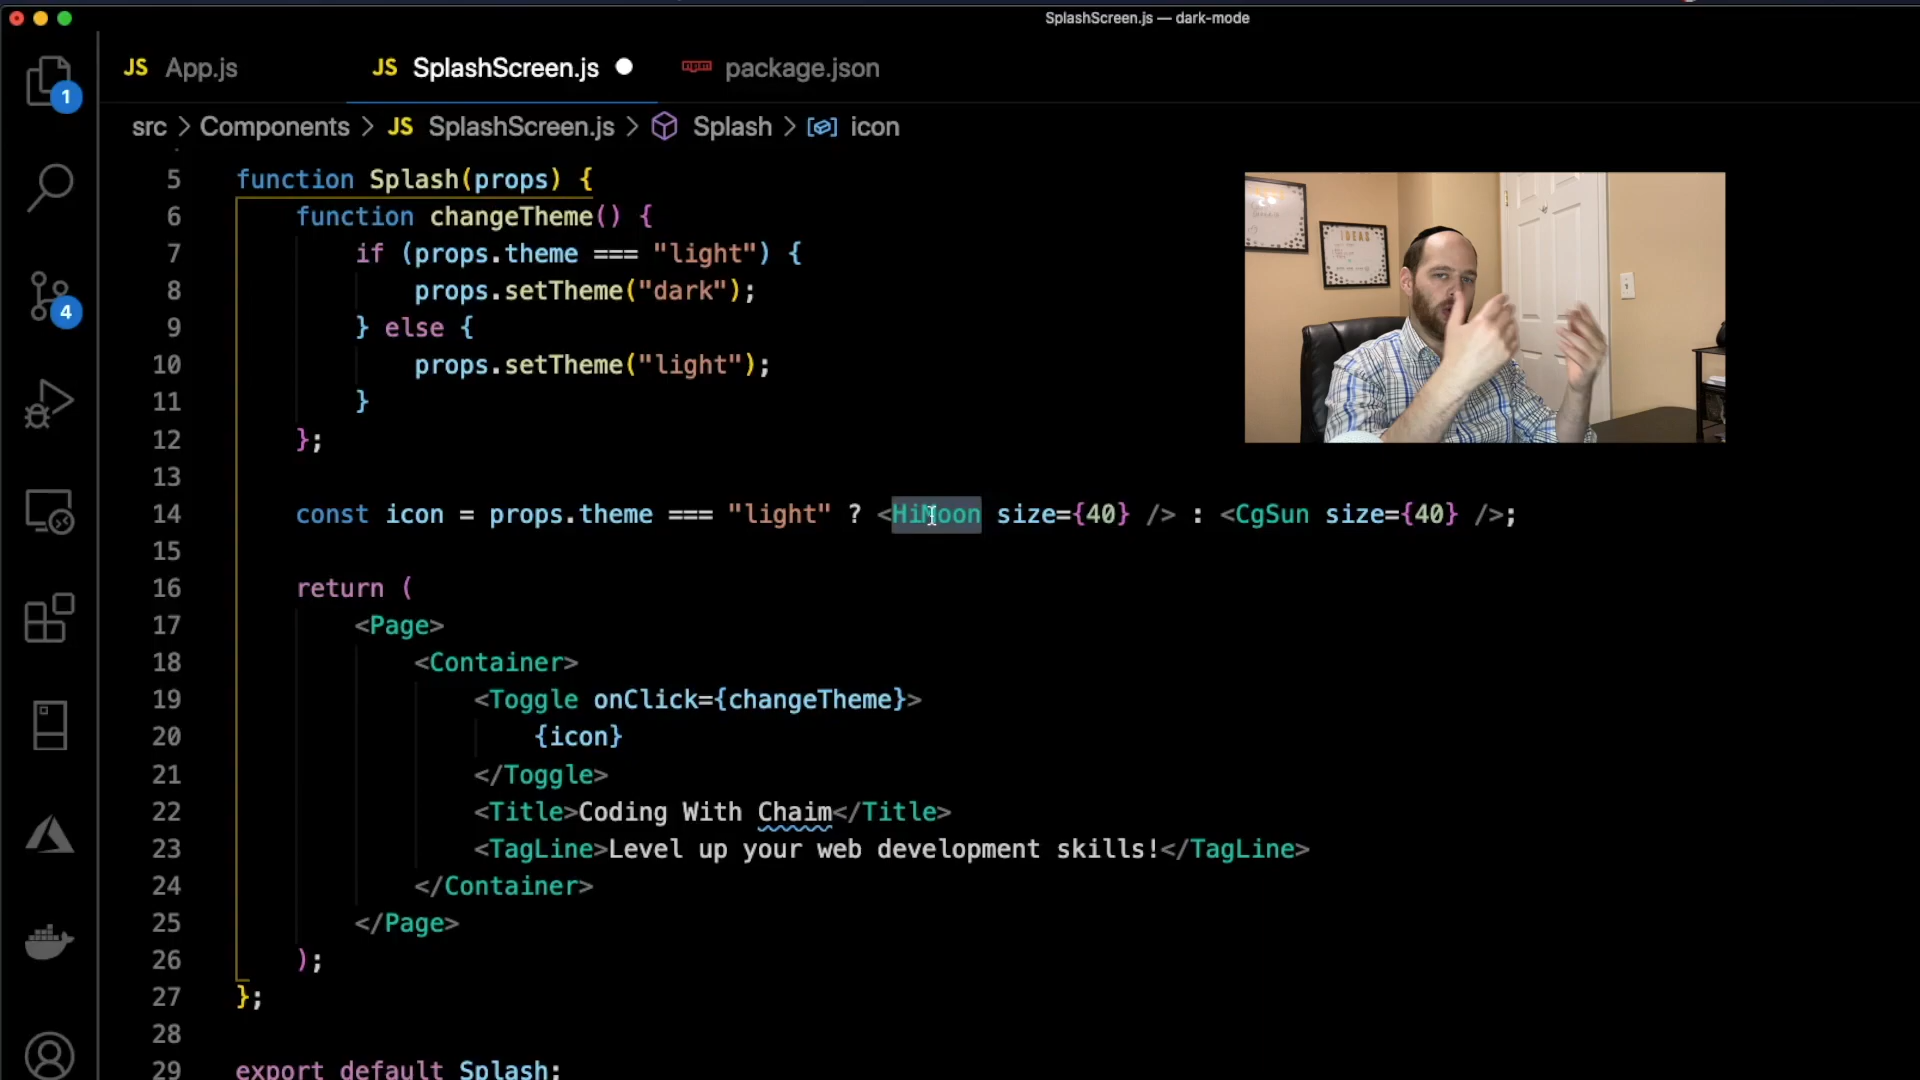 SplashScreen.js — dark-mode
JS App.js
JS SplashScreen.js
npm package.json
src > Components > JS SplashScreen.js > Splash > icon
1
4
5 function Splash(props) {
6 function changeTheme() {
7 if (props.theme === "light") {
8 props.setTheme("dark");
9 } else {
10 props.setTheme("light");
11 }
12 };
13
14 const icon = props.theme === "light" ? <HiMoon size={40} /> : <CgSun size={40} />;
15
16 return (
17 <Page>
18 <Container>
19 <Toggle onClick={changeTheme}>
20 {icon}
21 </Toggle>
22 <Title>Coding With Chaim</Title>
23 <TagLine>Level up your web development skills!</TagLine>
24 </Container>
25 </Page>
26 );
27 };
28
29 export default Splash;
IDEAS